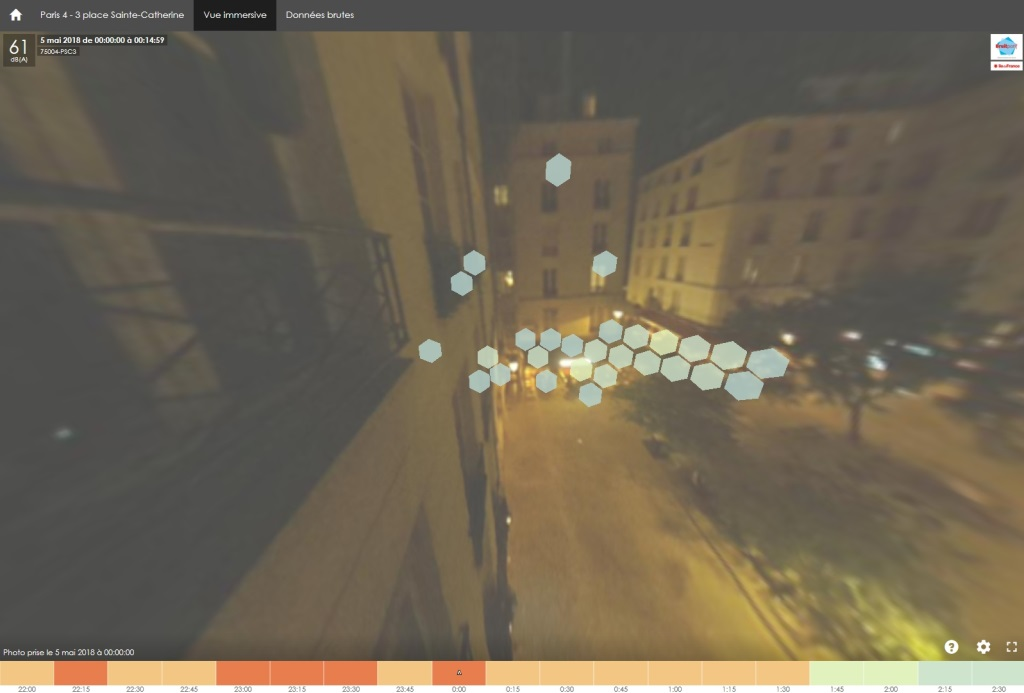 Paris 4 - 3 place Sainte-Catherine Vue immersive Données brutes
61
dB(A)
5 mai 2018 de 00:00:00 à 00:14:59
75004-PSC3
bruitparif
îledeFrance
Photo prise le 5 mai 2018 à 00:00:00
?
22:00 22:15 22:30 22:45 23:00 23:15 23:30 23:45 0:00 0:15 0:30 0:45 1:00 1:15 1:30 1:45 2:00 2:15 2:30